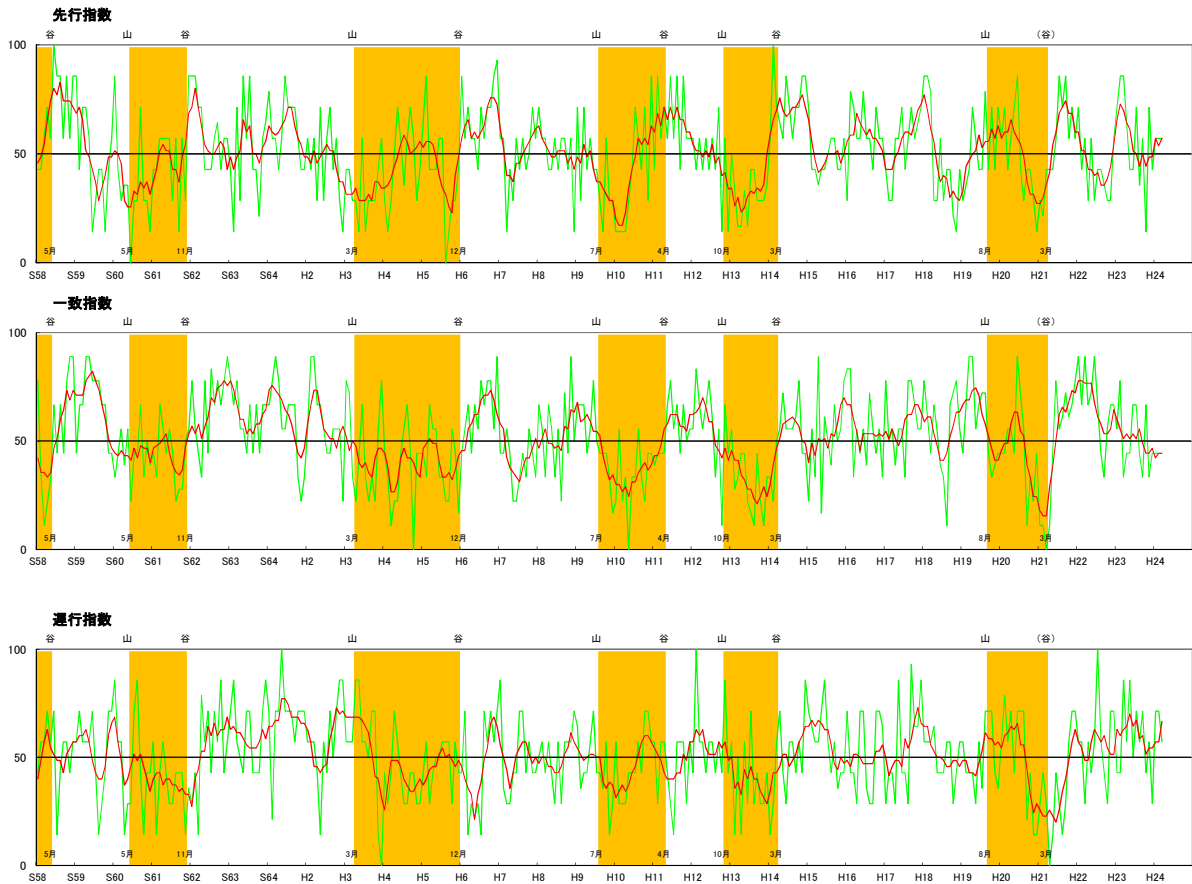 先行指数
谷 山 谷 山 谷 山 谷 山 谷 山 (谷)
100
50
0
5月 5月 11月 3月 12月 7月 4月 10月 3月 8月 3月
S58 S59 S60 S61 S62 S63 S64 H2 H3 H4 H5 H6 H7 H8 H9 H10 H11 H12 H13 H14 H15 H16 H17 H18 H19 H20 H21 H22 H23 H24
一致指数
谷 山 谷 山 谷 山 谷 山 谷 山 (谷)
100
50
0
5月 5月 11月 3月 12月 7月 4月 10月 3月 8月 3月
S58 S59 S60 S61 S62 S63 S64 H2 H3 H4 H5 H6 H7 H8 H9 H10 H11 H12 H13 H14 H15 H16 H17 H18 H19 H20 H21 H22 H23 H24
遅行指数
谷 山 谷 山 谷 山 谷 山 谷 山 (谷)
100
50
0
5月 5月 11月 3月 12月 7月 4月 10月 3月 8月 3月
S58 S59 S60 S61 S62 S63 S64 H2 H3 H4 H5 H6 H7 H8 H9 H10 H11 H12 H13 H14 H15 H16 H17 H18 H19 H20 H21 H22 H23 H24